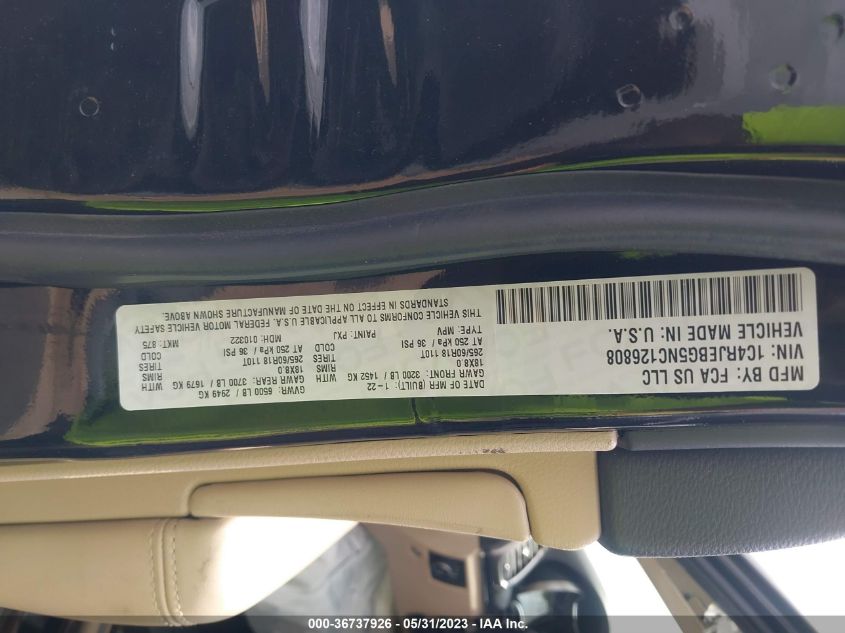 MFD BY: FCA US LLC
VIN: 1C4RJEBG5NC126808
VEHICLE MADE IN: U.S.A.
DATE OF MFR (BUILT): 1-22
GVWR: 6500 LB / 2949 KG
GAWR FRONT: 3200 LB 1452 KG
GAWR REAR: 3700 LB 1679 KG
18X8.0
RIMS
WITH
18X8.0
RIMS
WITH
265/60R18 110T
TIRES
265/60R18 110T
TIRES
AT 250 kPa / 36 PSI
COLD
AT 250 kPa / 36 PSI
COLD
TYPE: MPV
PAINT: PXJ
MDH: 010322
MKT: 875
THIS VEHICLE CONFORMS TO ALL APPLICABLE U.S.A. FEDERAL MOTOR VEHICLE SAFETY
STANDARDS IN EFFECT ON THE DATE OF MANUFACTURE SHOWN ABOVE.
000-36737926 - 05/31/2023 - IAA Inc.